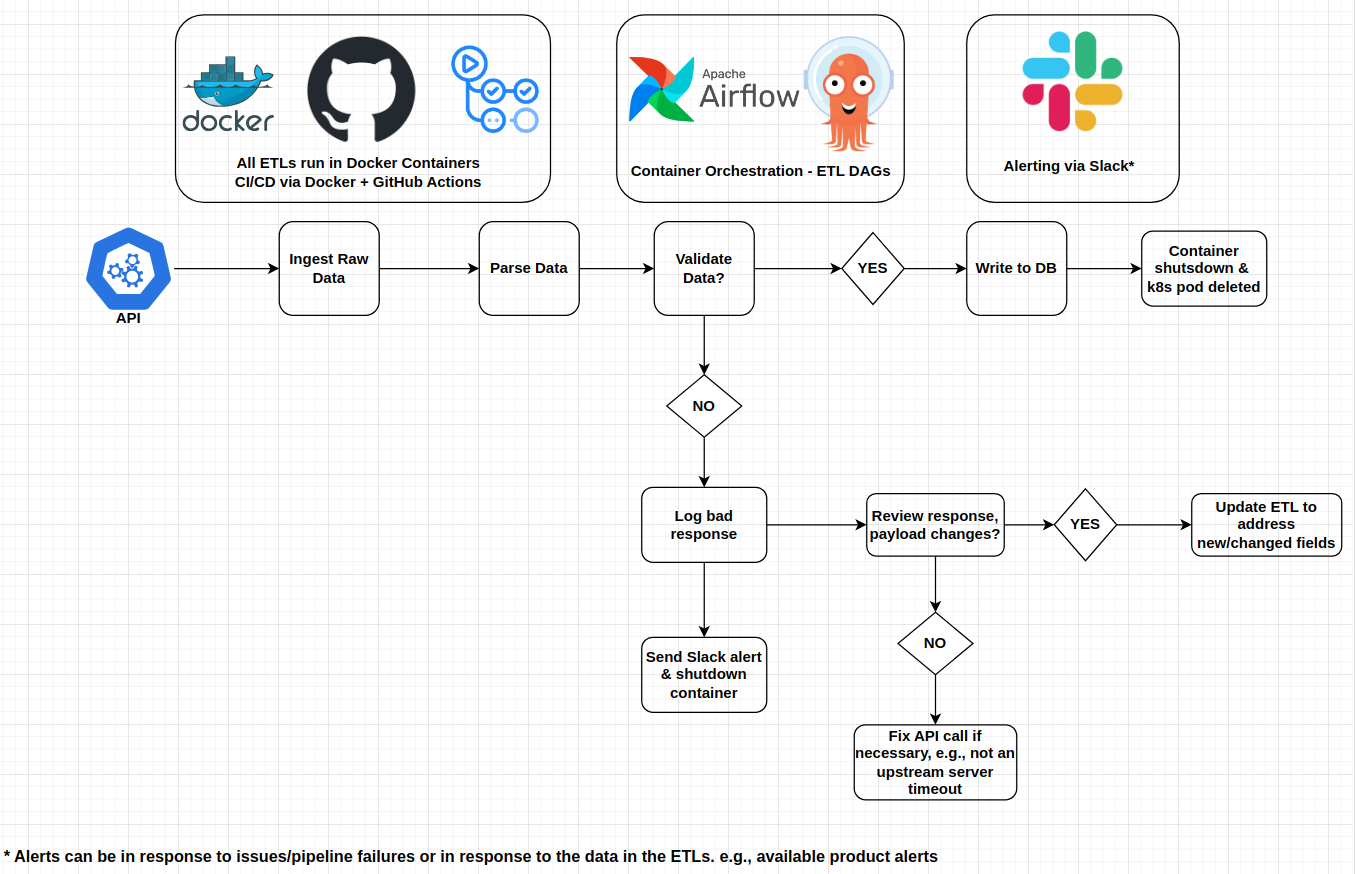 docker
Apache
Airflow
All ETLs run in Docker Containers
CI/CD via Docker + GitHub Actions
Container Orchestration - ETL DAGs
Alerting via Slack*
API
Ingest Raw
Data
Parse Data
Validate
Data?
YES
Write to DB
Container
shutsdown &
k8s pod deleted
NO
Log bad
response
Review response,
payload changes?
YES
Update ETL to
address
new/changed fields
Send Slack alert
& shutdown
container
NO
Fix API call if
necessary, e.g., not an
upstream server
timeout
* Alerts can be in response to issues/pipeline failures or in response to the data in the ETLs. e.g., available product alerts